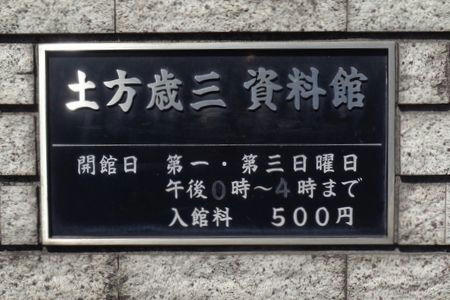 土方歳三 資料館
開館日 第一・第三日曜日
午後0時〜4時まで
入館料 500円